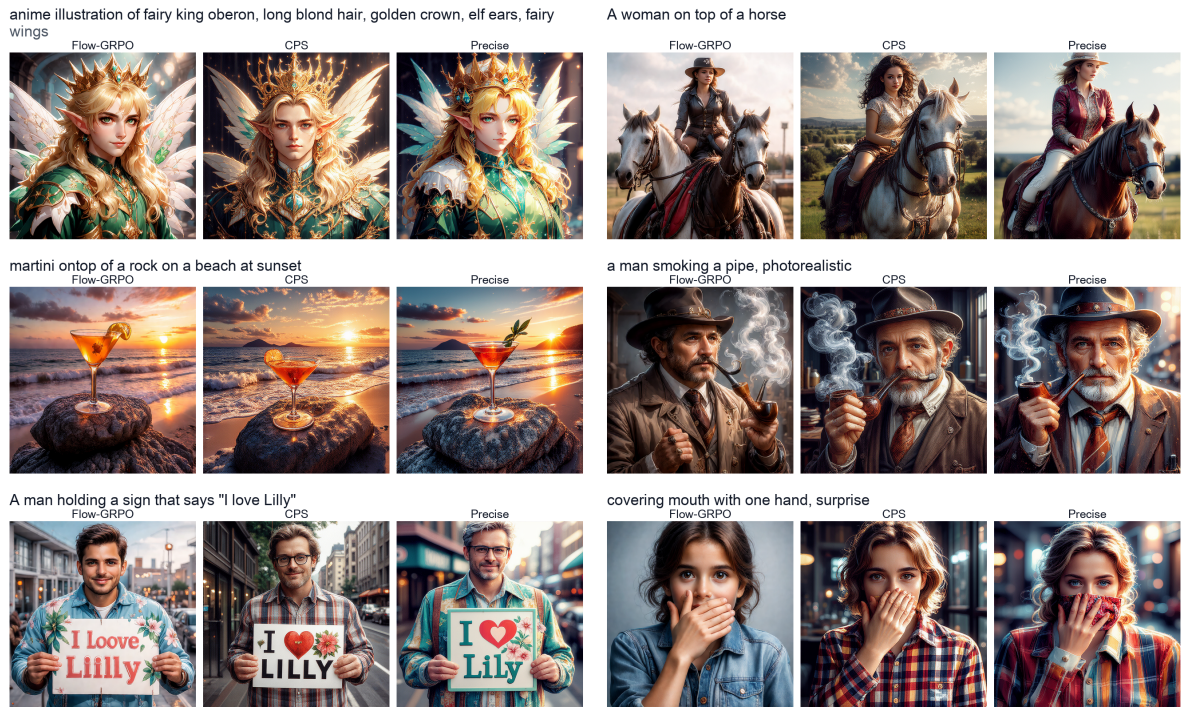 anime illustration of fairy king oberon, long blond hair, golden crown, elf ears, fairy
wings
Flow-GRPO
CPS
Precise
A woman on top of a horse
Flow-GRPO
CPS
Precise
martini ontop of a rock on a beach at sunset
Flow-GRPO
CPS
Precise
a man smoking a pipe, photorealistic
Flow-GRPO
CPS
Precise
A man holding a sign that says "I love Lilly"
Flow-GRPO
CPS
Precise
I Loove
Liilly
I
LILLY
I
Lily
covering mouth with one hand, surprise
Flow-GRPO
CPS
Precise